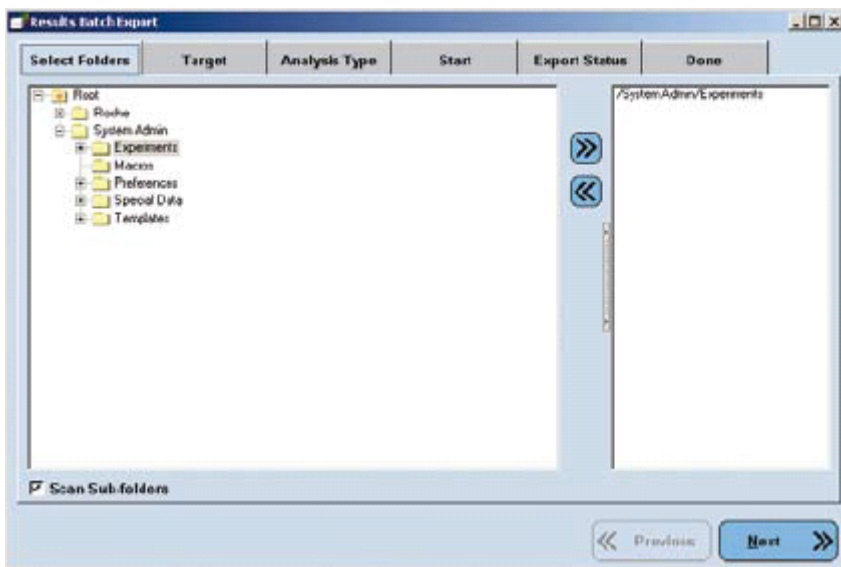 Results Batch Export
Select Folders
Target
Analysis Type
Start
Export Status
Done
Root
Roche
System Admin
Experiments
Macros
Preferences
Special Data
Templates
/System Admin/Experiments
Scan Sub-folders
Previous
Next